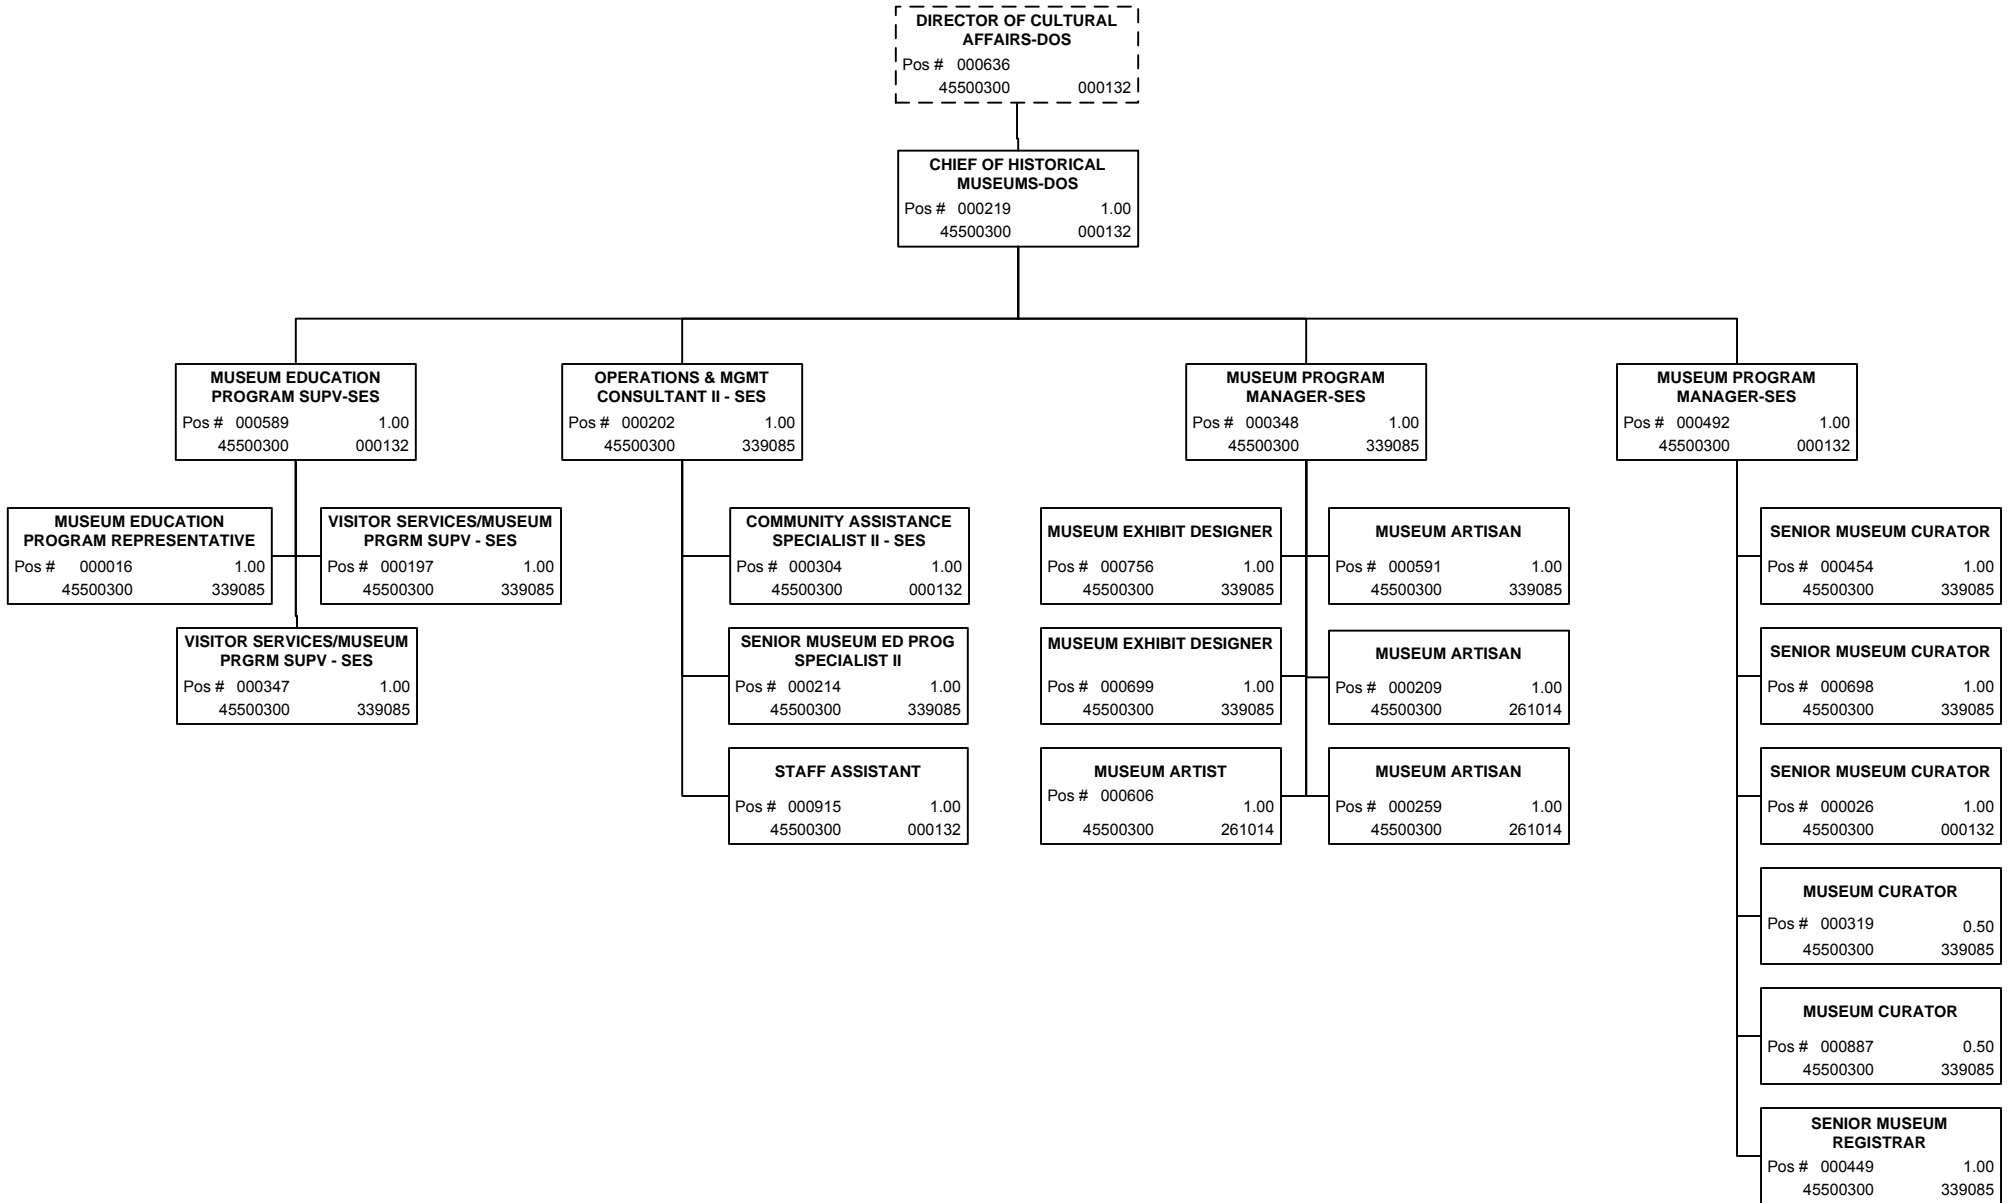 DIRECTOR OF CULTURAL
AFFAIRS-DOS
Pos # 000636
45500300 000132
CHIEF OF HISTORICAL
MUSEUMS-DOS
Pos # 000219 1.00
45500300 000132
MUSEUM EDUCATION
PROGRAM SUPV-SES
Pos # 000589 1.00
45500300 000132
OPERATIONS & MGMT
CONSULTANT II - SES
Pos # 000202 1.00
45500300 339085
MUSEUM PROGRAM
MANAGER-SES
Pos # 000348 1.00
45500300 339085
MUSEUM PROGRAM
MANAGER-SES
Pos # 000492 1.00
45500300 000132
MUSEUM EDUCATION
PROGRAM REPRESENTATIVE
Pos # 000016 1.00
45500300 339085
VISITOR SERVICES/MUSEUM
PRGRM SUPV - SES
Pos # 000197 1.00
45500300 339085
VISITOR SERVICES/MUSEUM
PRGRM SUPV - SES
Pos # 000347 1.00
45500300 339085
COMMUNITY ASSISTANCE
SPECIALIST II - SES
Pos # 000304 1.00
45500300 000132
SENIOR MUSEUM ED PROG
SPECIALIST II
Pos # 000214 1.00
45500300 339085
STAFF ASSISTANT
Pos # 000915 1.00
45500300 000132
MUSEUM EXHIBIT DESIGNER
Pos # 000756 1.00
45500300 339085
MUSEUM ARTISAN
Pos # 000591 1.00
45500300 339085
MUSEUM EXHIBIT DESIGNER
Pos # 000699 1.00
45500300 339085
MUSEUM ARTISAN
Pos # 000209 1.00
45500300 261014
MUSEUM ARTIST
Pos # 000606
1.00
45500300 261014
MUSEUM ARTISAN
Pos # 000259 1.00
45500300 261014
SENIOR MUSEUM CURATOR
Pos # 000454 1.00
45500300 339085
SENIOR MUSEUM CURATOR
Pos # 000698 1.00
45500300 339085
SENIOR MUSEUM CURATOR
Pos # 000026 1.00
45500300 000132
MUSEUM CURATOR
Pos # 000319 0.50
45500300 339085
MUSEUM CURATOR
Pos # 000887 0.50
45500300 339085
SENIOR MUSEUM
REGISTRAR
Pos # 000449 1.00
45500300 339085